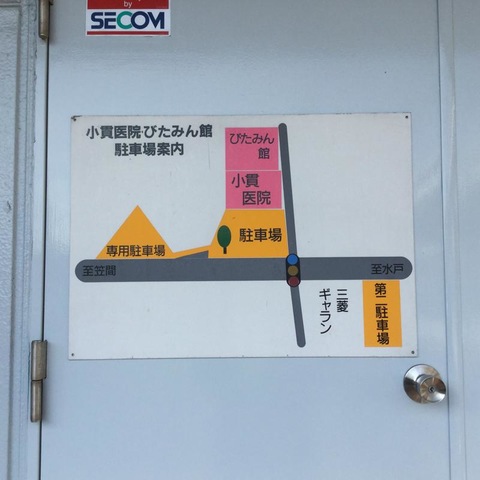 by
SECOM
小貫医院・びたみん館
駐車場案内
びたみん
館
小貫
医院
駐車場
専用駐車場
至笠間
至水戸
三菱
ギャラン
第二駐車場